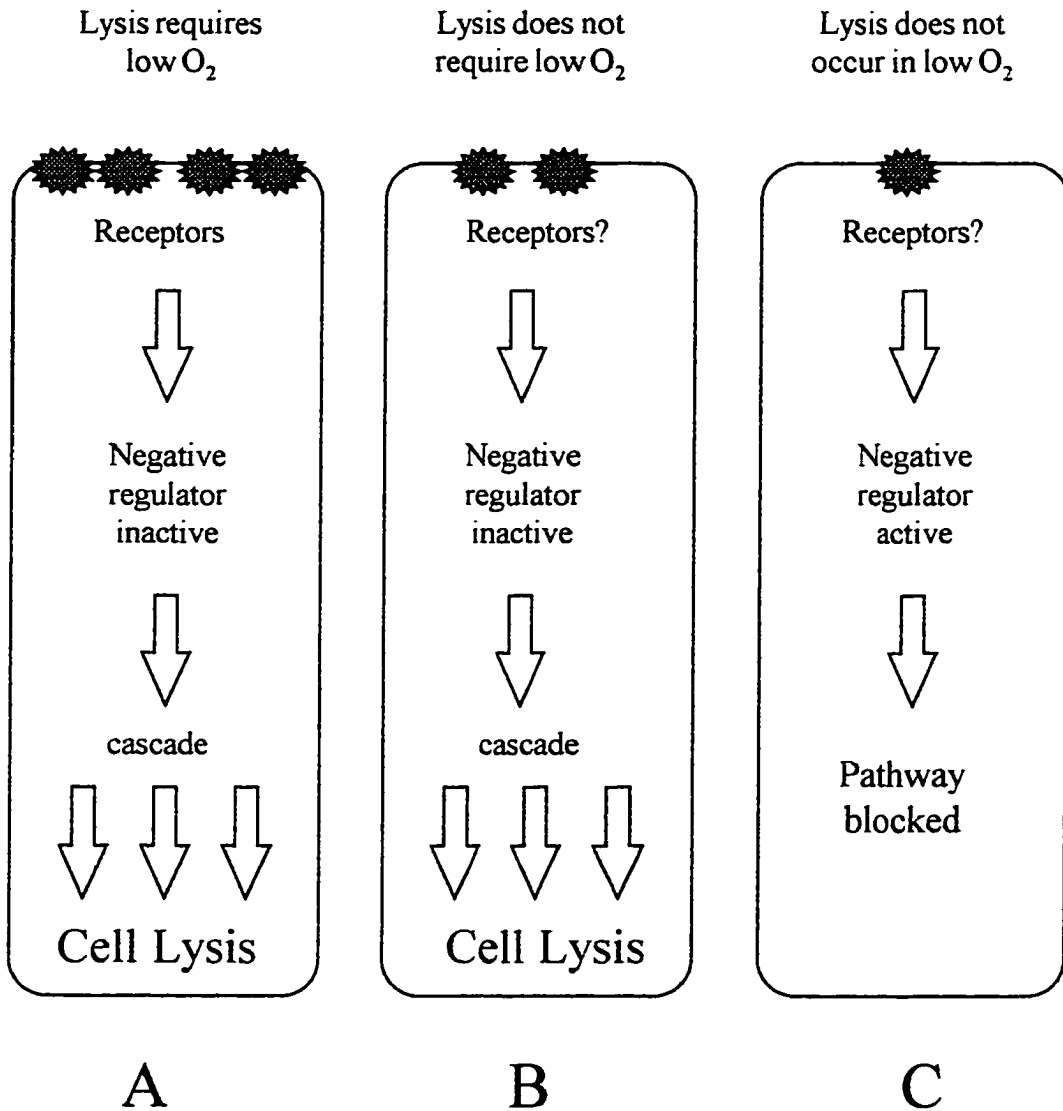 Lysis requires
low O₂
Receptors
Negative
regulator
inactive
cascade
Cell Lysis
A
Lysis does not
require low O₂
Receptors?
Negative
regulator
inactive
cascade
Cell Lysis
B
Lysis does not
occur in low O₂
Receptors?
Negative
regulator
active
Pathway
blocked
C